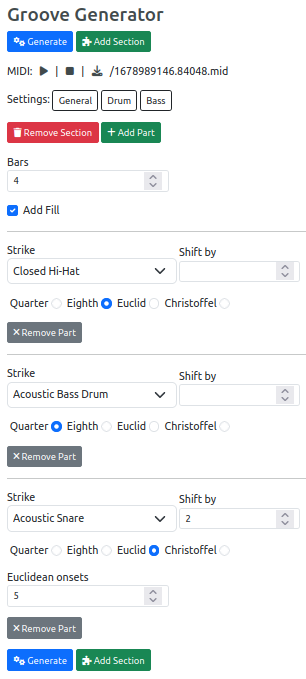 Groove Generator
Generate Add Section
MIDI: | | /1678989146.84048.mid
Settings: General Drum Bass
Remove Section Add Part
Bars
4
Add Fill
Strike Shift by
Closed Hi-Hat
Quarter Eighth Euclid Christoffel
Remove Part
Strike Shift by
Acoustic Bass Drum
Quarter Eighth Euclid Christoffel
Remove Part
Strike Shift by
Acoustic Snare 2
Quarter Eighth Euclid Christoffel
Euclidean onsets
5
Remove Part
Generate Add Section